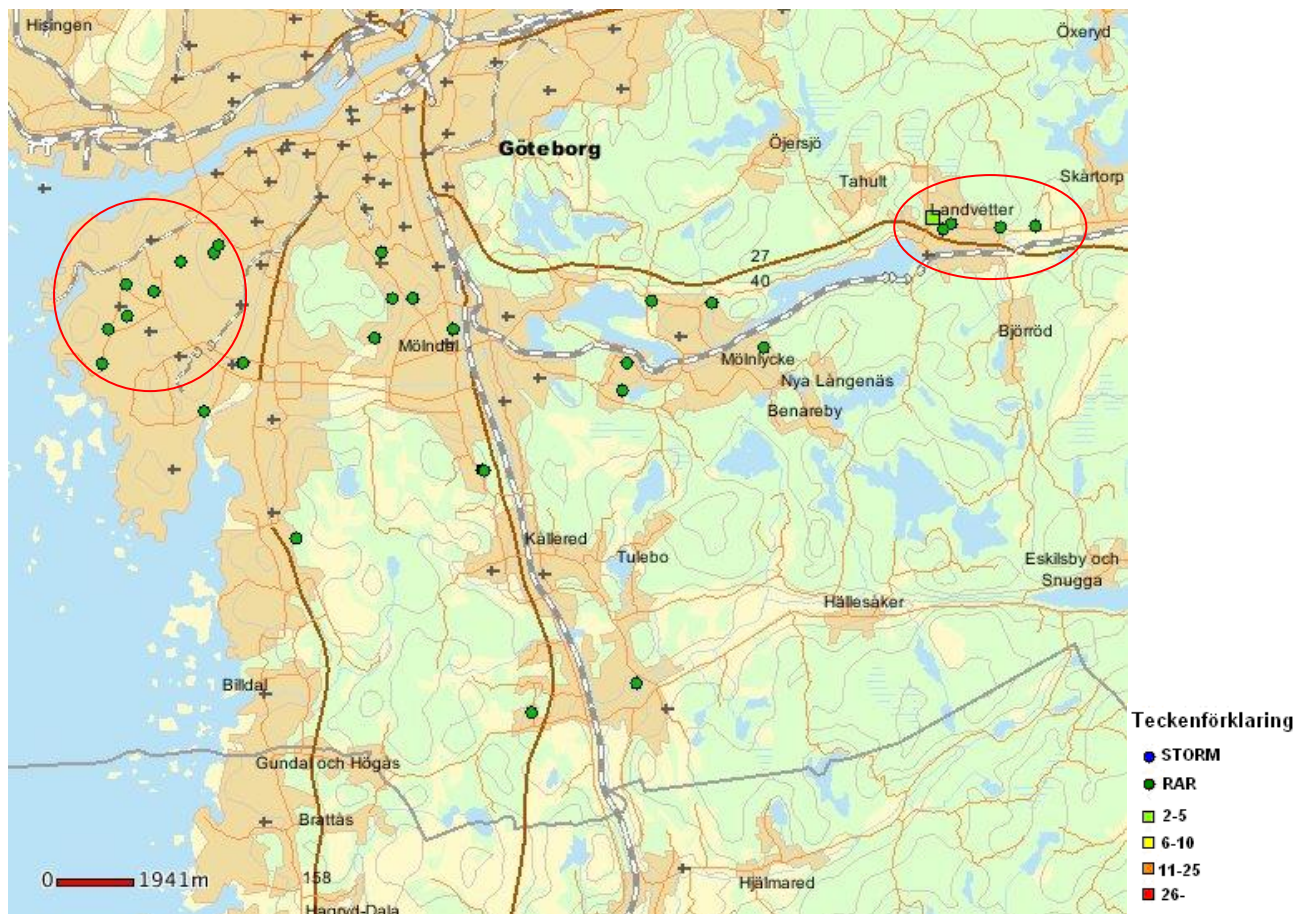 Hisingen
Öxeryd
Göteborg
Öjersjö
Tahult
Skårtorp
Landvetter
27
40
Björröd
Mölndal
Mölnlycke
Nya Långenäs
Benareby
Kållered
Tulebo
Eskilsby och
Snugga
Hällesåker
Billdal
Gundal och Högås
Brattås
158
Hjälmared
Hagryd-Dala
0 1941m
Teckenförklaring
STORM
RAR
2-5
6-10
11-25
26-